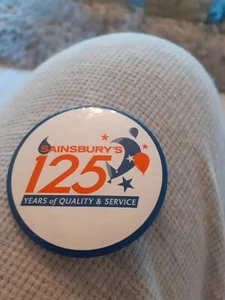 SAINSBURY'S
125
YEARS of QUALITY & SERVICE